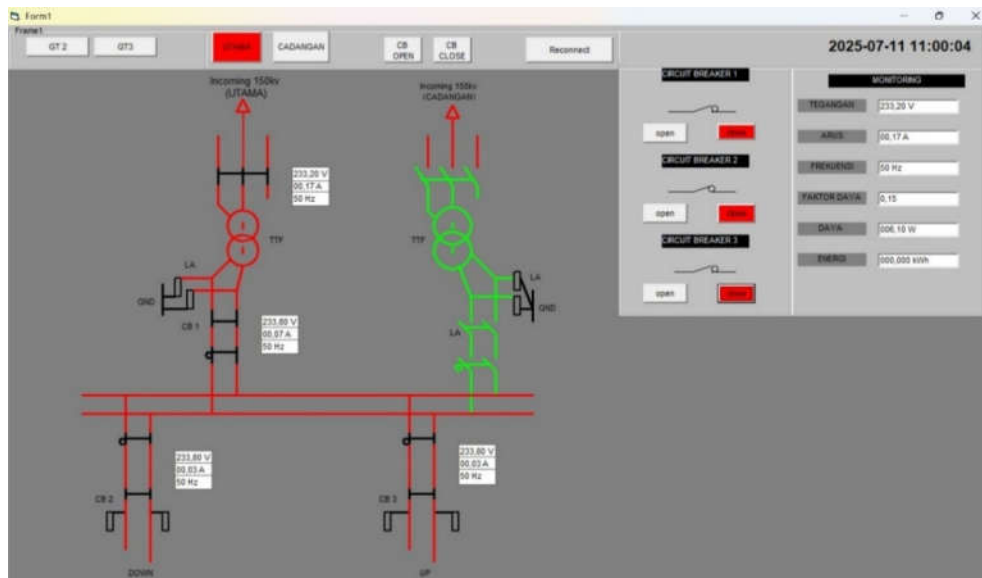 Form1
Frame1
GT 2
GT3
UTAMA
CADANGAN
CB OPEN
CB CLOSE
Reconnect
2025-07-11 11:00:04
Incoming 150kv
(UTAMA)
Incoming 150kv
(CADANGAN)
233,20 V
00,17 A
50 Hz
TTF
TTF
LA
GND
CB 1
233,80 V
00,07 A
50 Hz
LA
GND
LA
233,80 V
00,03 A
50 Hz
CB 2
DOWN
233,80 V
00,03 A
50 Hz
CB 3
UP
CIRCUIT BREAKER 1
open
close
CIRCUIT BREAKER 2
open
close
CIRCUIT BREAKER 3
open
close
MONITORING
TEGANGAN
233,20 V
ARUS
00,17 A
FREKUENSI
50 Hz
FAKTOR DAYA
0,15
DAYA
006,10 W
ENERGI
000,000 kWh